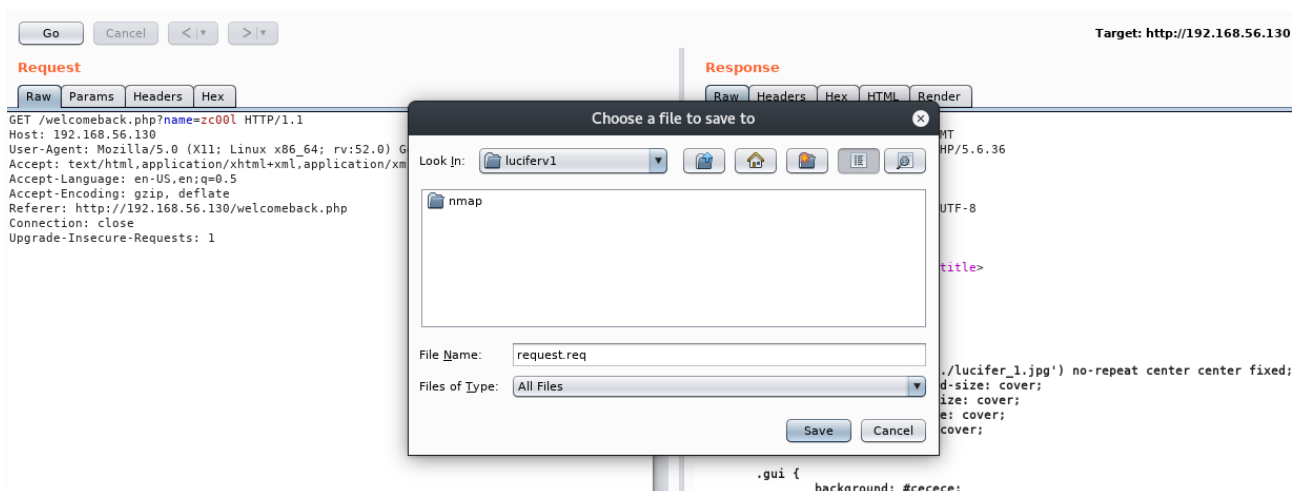 Go Cancel < >
Target: http://192.168.56.130
Request
Raw Params Headers Hex
GET /welcomeback.php?name=zc00l HTTP/1.1
Host: 192.168.56.130
User-Agent: Mozilla/5.0 (X11; Linux x86_64; rv:52.0) G
Accept: text/html,application/xhtml+xml,application/xm
Accept-Language: en-US,en;q=0.5
Accept-Encoding: gzip, deflate
Referer: http://192.168.56.130/welcomeback.php
Connection: close
Upgrade-Insecure-Requests: 1
Choose a file to save to
Look In: luciferv1
nmap
File Name: request.req
Files of Type: All Files
Save Cancel
Response
Raw Headers Hex HTML Render
MT
HP/5.6.36
UTF-8
title>
./lucifer_1.jpg') no-repeat center center fixed;
d-size: cover;
ize: cover;
e: cover;
cover;
.gui {
background: #cecece;